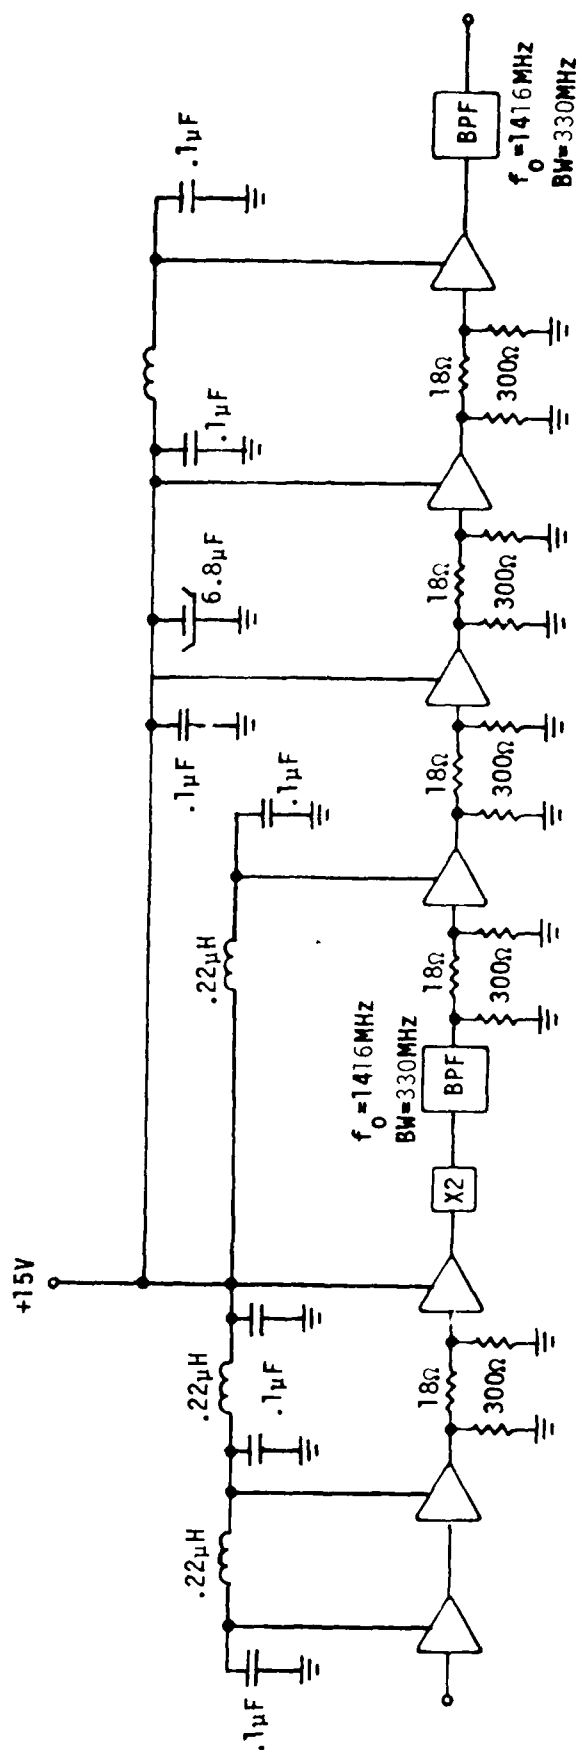 +15V
.1µF
.1µF
6.8µF
.1µF
.22µH
.1µF
.22µH
.22µH
.1µF
.1µF
f₀=1416MHz
BW=330MHz
X2
BPF
18Ω
300Ω
18Ω
300Ω
18Ω
300Ω
18Ω
300Ω
18Ω
300Ω
BPF
f₀=1416MHz
BW=330MHz